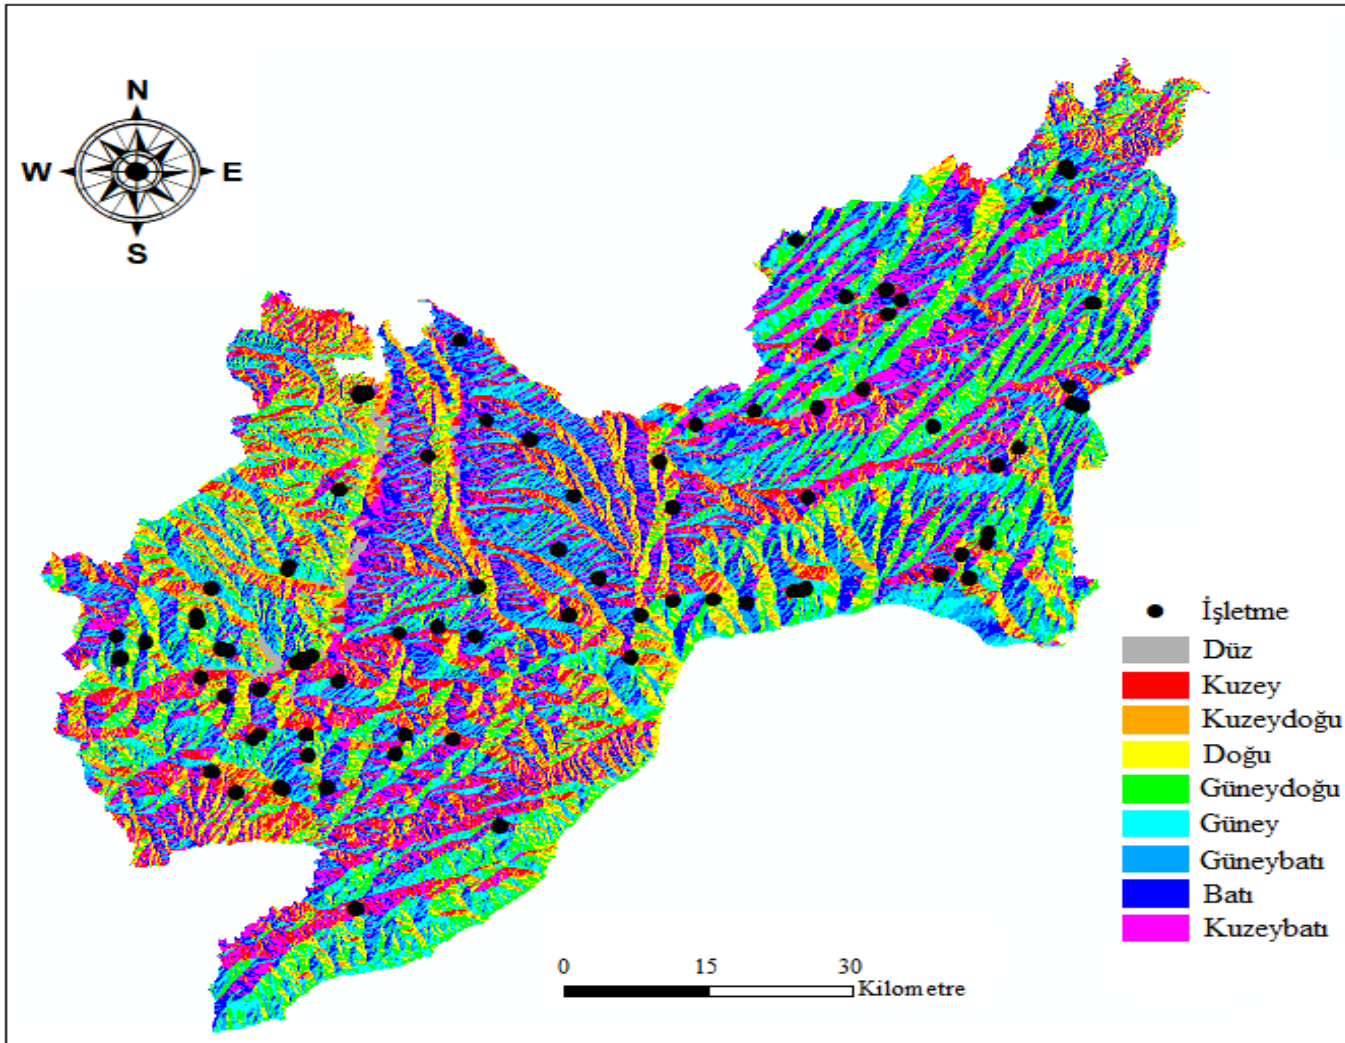 N
W E
S
İşletme
Düz
Kuzey
Kuzeydoğu
Doğu
Güneydoğu
Güney
Güneybatı
Batı
Kuzeybatı
0 15 30
Kilometre